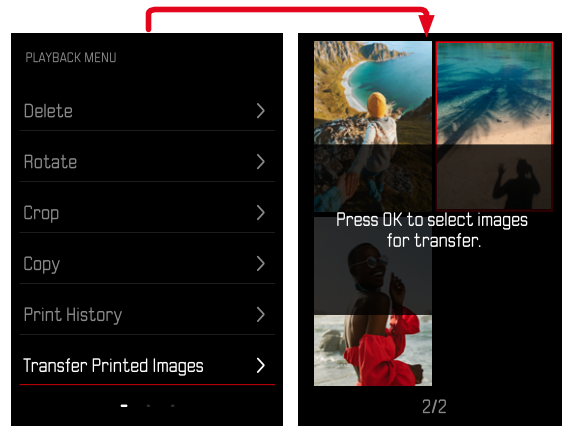 PLAYBACK MENU
Delete
Rotate
Crop
Copy
Print History
Transfer Printed Images
Press OK to select images
for transfer.
2/2